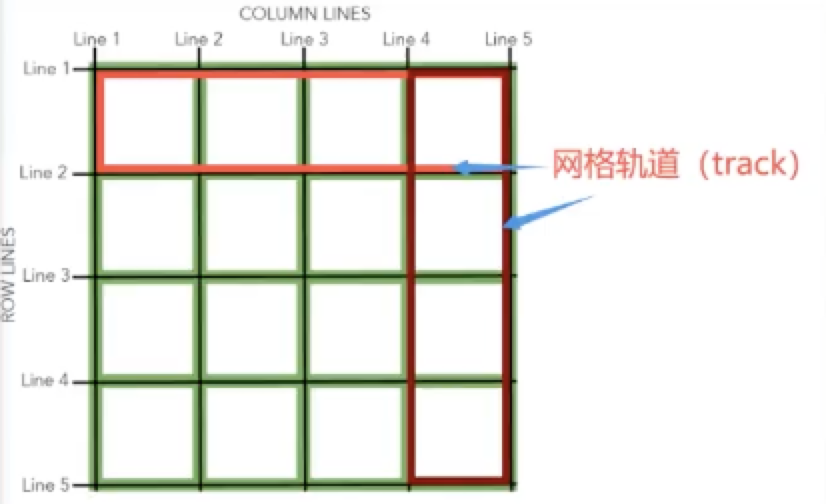 COLUMN LINES
Line 1 Line 2 Line 3 Line 4 Line 5
Line 1
网格轨道（track）
Line 2
ROW LINES
Line 3
Line 4
Line 5